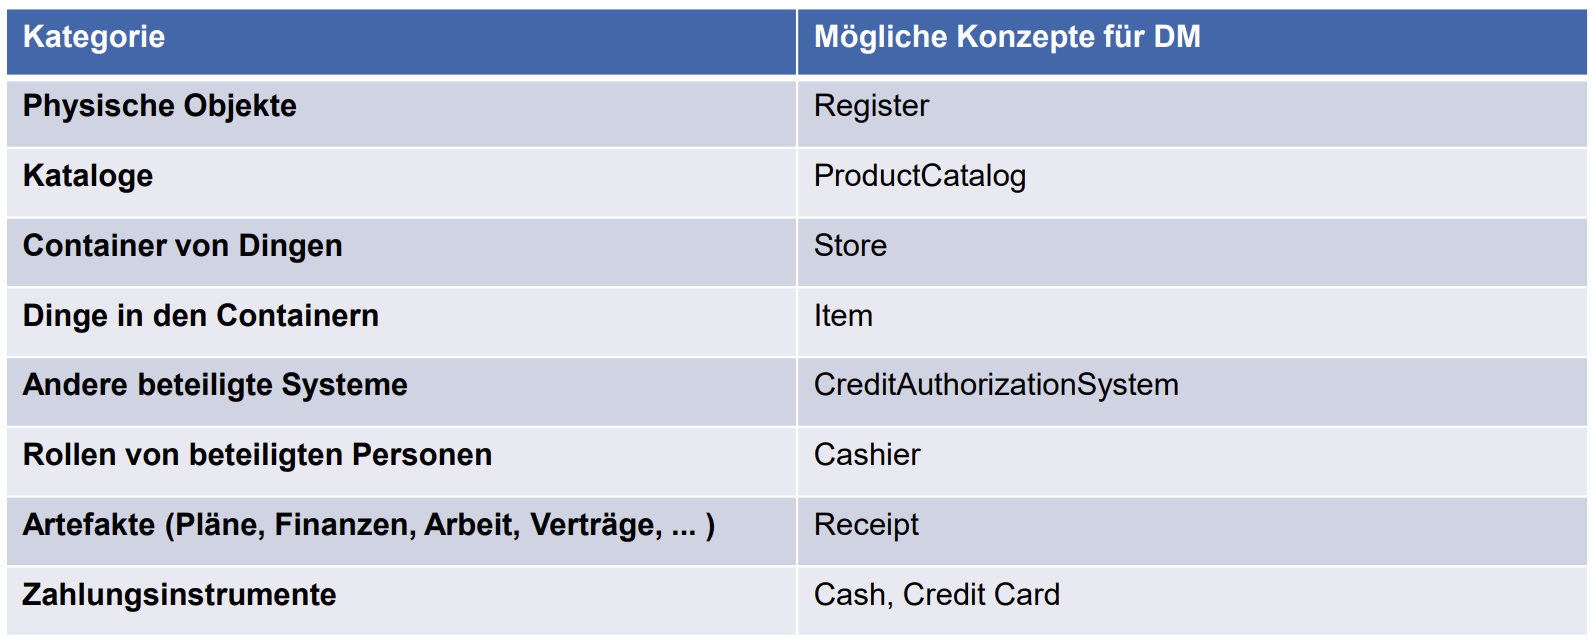 Kategorie Mögliche Konzepte für DM
Physische Objekte Register
Kataloge ProductCatalog
Container von Dingen Store
Dinge in den Containern Item
Andere beteiligte Systeme CreditAuthorizationSystem
Rollen von beteiligten Personen Cashier
Artefakte (Pläne, Finanzen, Arbeit, Verträge, ... ) Receipt
Zahlungsinstrumente Cash, Credit Card